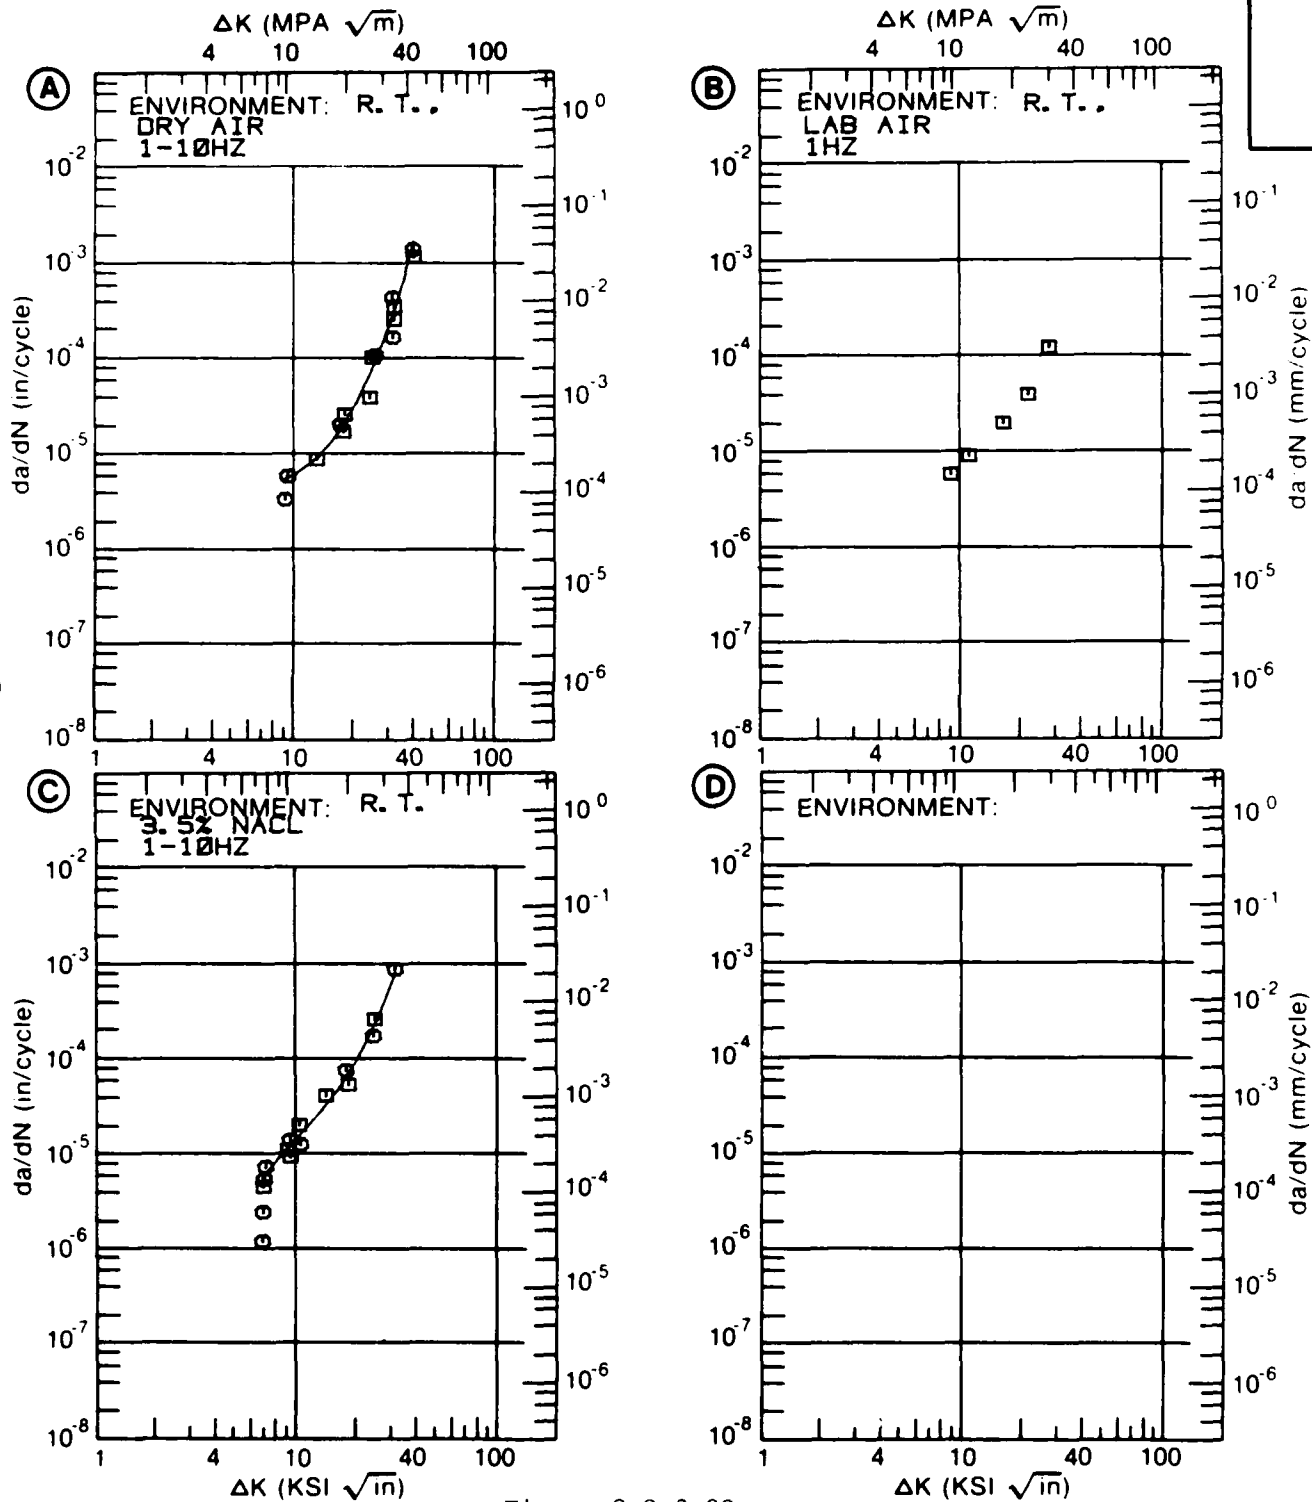 ΔK (MPA √m)
4 10 40 100
A
ENVIRONMENT: R.T.,
DRY AIR
1-10HZ
da/dN (in/cycle)
10^-2
10^-3
10^-4
10^-5
10^-6
10^-7
10^-8
10^0
10^-1
10^-2
10^-3
10^-4
10^-5
10^-6
1 4 10 40 100
ΔK (MPA √m)
4 10 40 100
B
ENVIRONMENT: R.T.,
LAB AIR
1HZ
10^-2
10^-3
10^-4
10^-5
10^-6
10^-7
10^-8
10^-1
10^-2
10^-3
10^-4
10^-5
10^-6
da dN (mm/cycle)
1 4 10 40 100
C
ENVIRONMENT: R.T.
3.5% NACL
1-10HZ
da/dN (in/cycle)
10^-2
10^-3
10^-4
10^-5
10^-6
10^-7
10^-8
10^0
10^-1
10^-2
10^-3
10^-4
10^-5
10^-6
1 4 10 40 100
ΔK (KSI √in)
D
ENVIRONMENT:
10^-2
10^-3
10^-4
10^-5
10^-6
10^-7
10^-8
10^0
10^-1
10^-2
10^-3
10^-4
10^-5
10^-6
da/dN (mm/cycle)
1 4 10 40 100
ΔK (KSI √in)